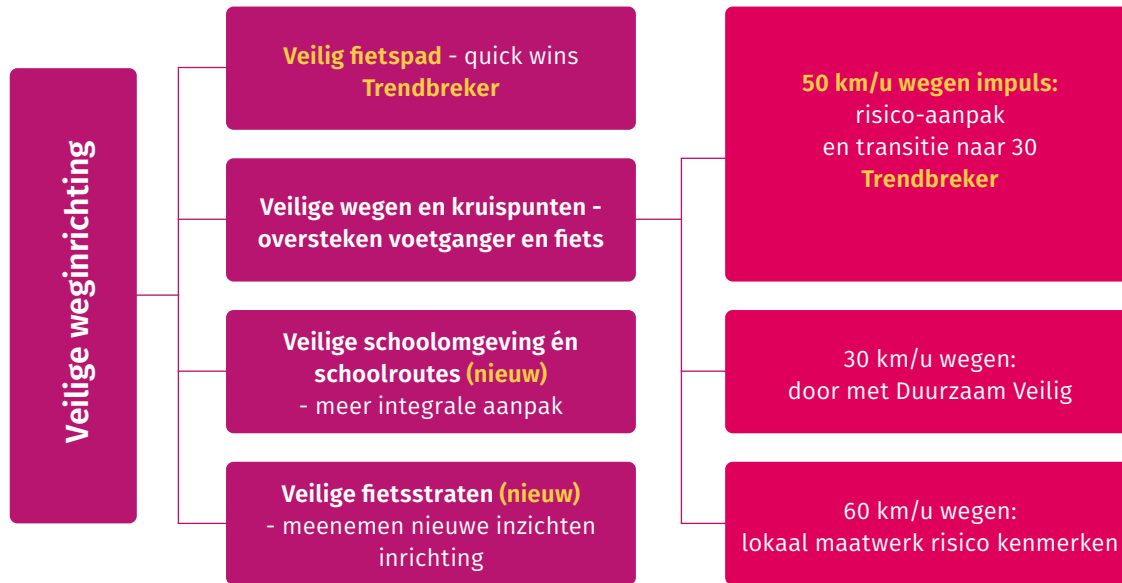 Veilige weginrichting
Veilig fietspad - quick wins
Trendbreker
Veilige wegen en kruispunten -
oversteken voetganger en fiets
Veilige schoolomgeving én
schoolroutes (nieuw)
- meer integrale aanpak
Veilige fietsstraten (nieuw)
- meenemen nieuwe inzichten
inrichting
50 km/u wegen impuls:
risico-aanpak
en transitie naar 30
Trendbreker
30 km/u wegen:
door met Duurzaam Veilig
60 km/u wegen:
lokaal maatwerk risico kenmerken